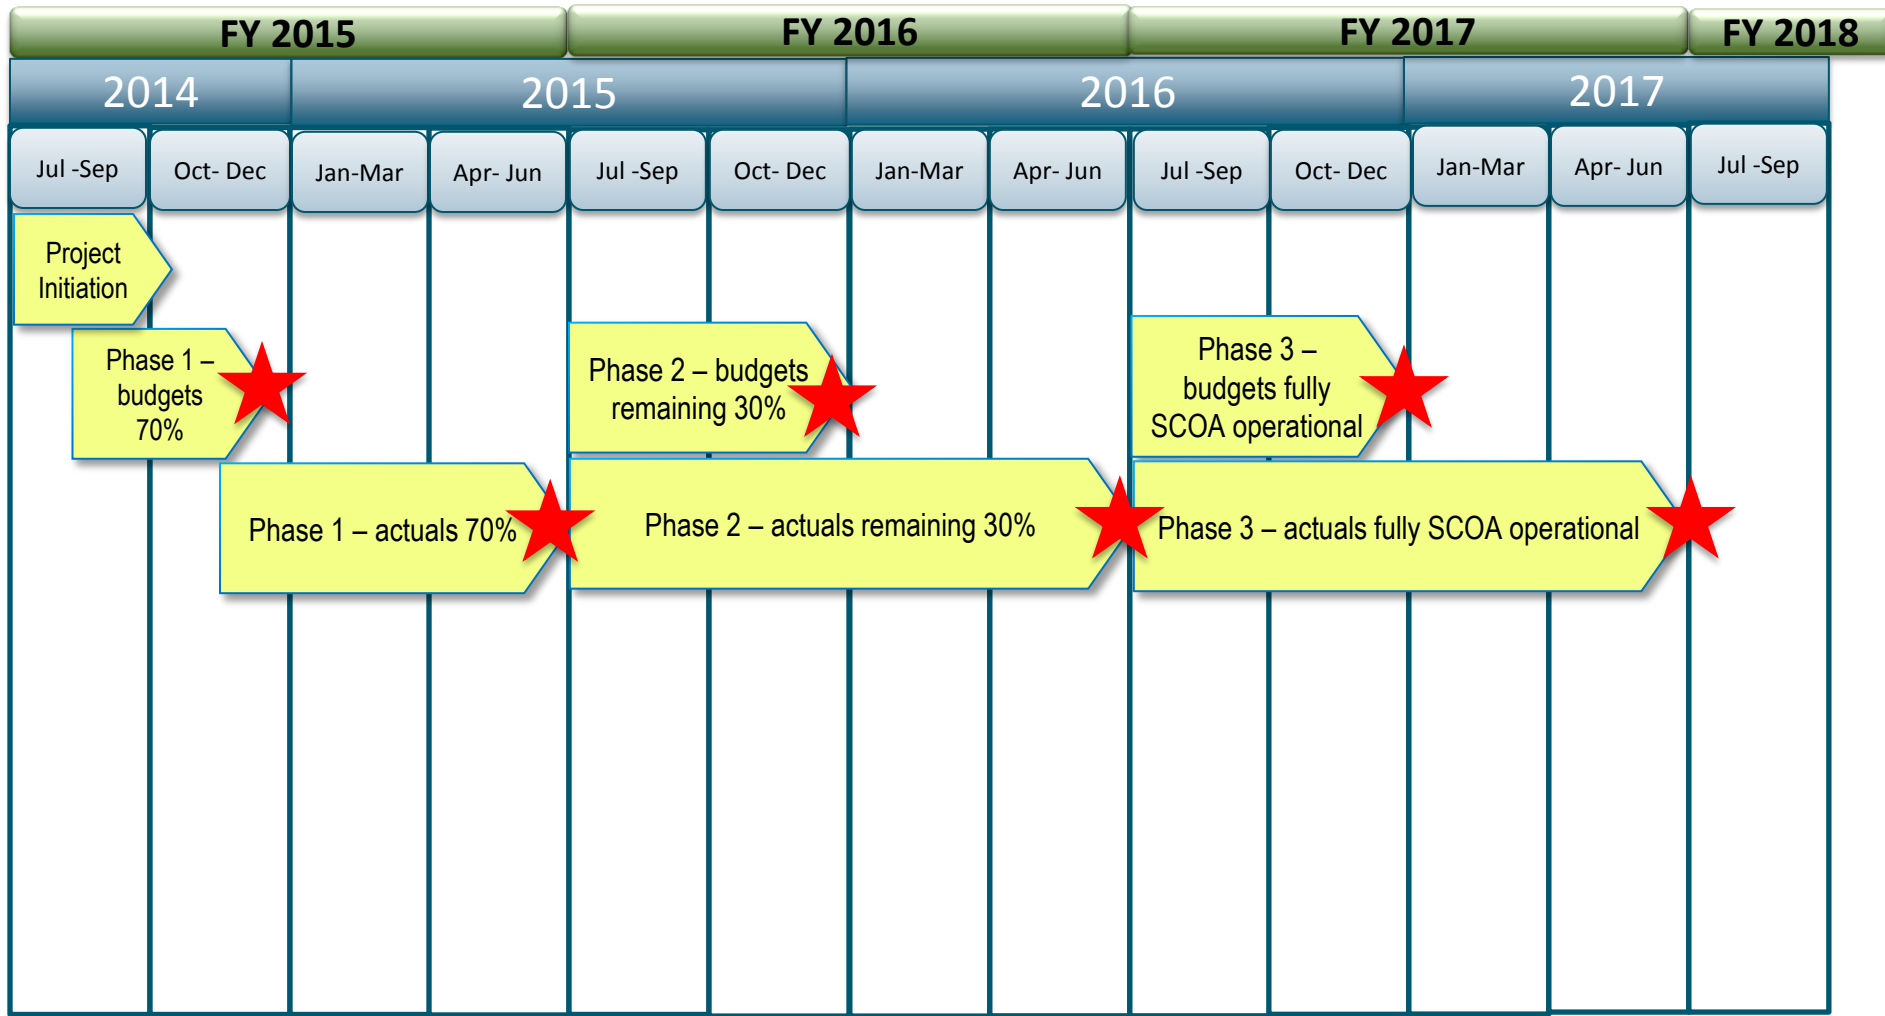 FY 2015
FY 2016
FY 2017
FY 2018
2014
2015
2016
2017
Jul -Sep
Oct- Dec
Jan-Mar
Apr- Jun
Jul -Sep
Oct- Dec
Jan-Mar
Apr- Jun
Jul -Sep
Oct- Dec
Jan-Mar
Apr- Jun
Jul -Sep
Project
Initiation
Phase 1 –
budgets
70%
Phase 2 – budgets
remaining 30%
Phase 3 –
budgets fully
SCOA operational
Phase 1 – actuals 70%
Phase 2 – actuals remaining 30%
Phase 3 – actuals fully SCOA operational